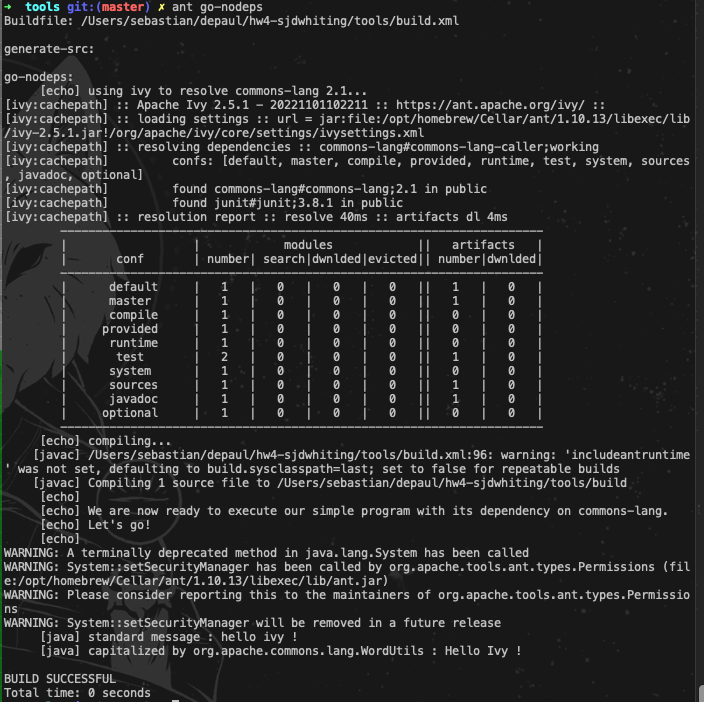 ➜  tools git:(master) ✗ ant go-nodeps
Buildfile: /Users/sebastian/depaul/hw4-sjdwhiting/tools/build.xml

generate-src:

go-nodeps:
     [echo] using ivy to resolve commons-lang 2.1...
[ivy:cachepath] :: Apache Ivy 2.5.1 - 20221101102211 :: https://ant.apache.org/ivy/ ::
[ivy:cachepath] :: loading settings :: url = jar:file:/opt/homebrew/Cellar/ant/1.10.13/libexec/lib
/ivy-2.5.1.jar!/org/apache/ivy/core/settings/ivysettings.xml
[ivy:cachepath] :: resolving dependencies :: commons-lang#commons-lang-caller;working
[ivy:cachepath]         confs: [default, master, compile, provided, runtime, test, system, sources
, javadoc, optional]
[ivy:cachepath]         found commons-lang#commons-lang;2.1 in public
[ivy:cachepath]         found junit#junit;3.8.1 in public
[ivy:cachepath] :: resolution report :: resolve 40ms :: artifacts dl 4ms
        ---------------------------------------------------------------------
        |                  |            modules            ||   artifacts   |
        |       conf       | number| search|dwnlded|evicted|| number|dwnlded|
        ---------------------------------------------------------------------
        |      default     |   1   |   0   |   0   |   0   ||   1   |   0   |
        |      master      |   1   |   0   |   0   |   0   ||   1   |   0   |
        |      compile     |   1   |   0   |   0   |   0   ||   0   |   0   |
        |     provided     |   1   |   0   |   0   |   0   ||   0   |   0   |
        |      runtime     |   1   |   0   |   0   |   0   ||   0   |   0   |
        |       test       |   2   |   0   |   0   |   0   ||   1   |   0   |
        |      system      |   1   |   0   |   0   |   0   ||   0   |   0   |
        |      sources     |   1   |   0   |   0   |   0   ||   1   |   0   |
        |      javadoc     |   1   |   0   |   0   |   0   ||   1   |   0   |
        |     optional     |   1   |   0   |   0   |   0   ||   0   |   0   |
        ---------------------------------------------------------------------
     [echo] compiling...
    [javac] /Users/sebastian/depaul/hw4-sjdwhiting/tools/build.xml:96: warning: 'includeantruntime
' was not set, defaulting to build.sysclasspath=last; set to false for repeatable builds
    [javac] Compiling 1 source file to /Users/sebastian/depaul/hw4-sjdwhiting/tools/build
     [echo]
     [echo] We are now ready to execute our simple program with its dependency on commons-lang.
     [echo] Let's go!
     [echo]
WARNING: A terminally deprecated method in java.lang.System has been called
WARNING: System::setSecurityManager has been called by org.apache.tools.ant.types.Permissions (fil
e:/opt/homebrew/Cellar/ant/1.10.13/libexec/lib/ant.jar)
WARNING: Please consider reporting this to the maintainers of org.apache.tools.ant.types.Permissio
ns
WARNING: System::setSecurityManager will be removed in a future release
     [java] standard message : hello ivy !
     [java] capitalized by org.apache.commons.lang.WordUtils : Hello Ivy !

BUILD SUCCESSFUL
Total time: 0 seconds